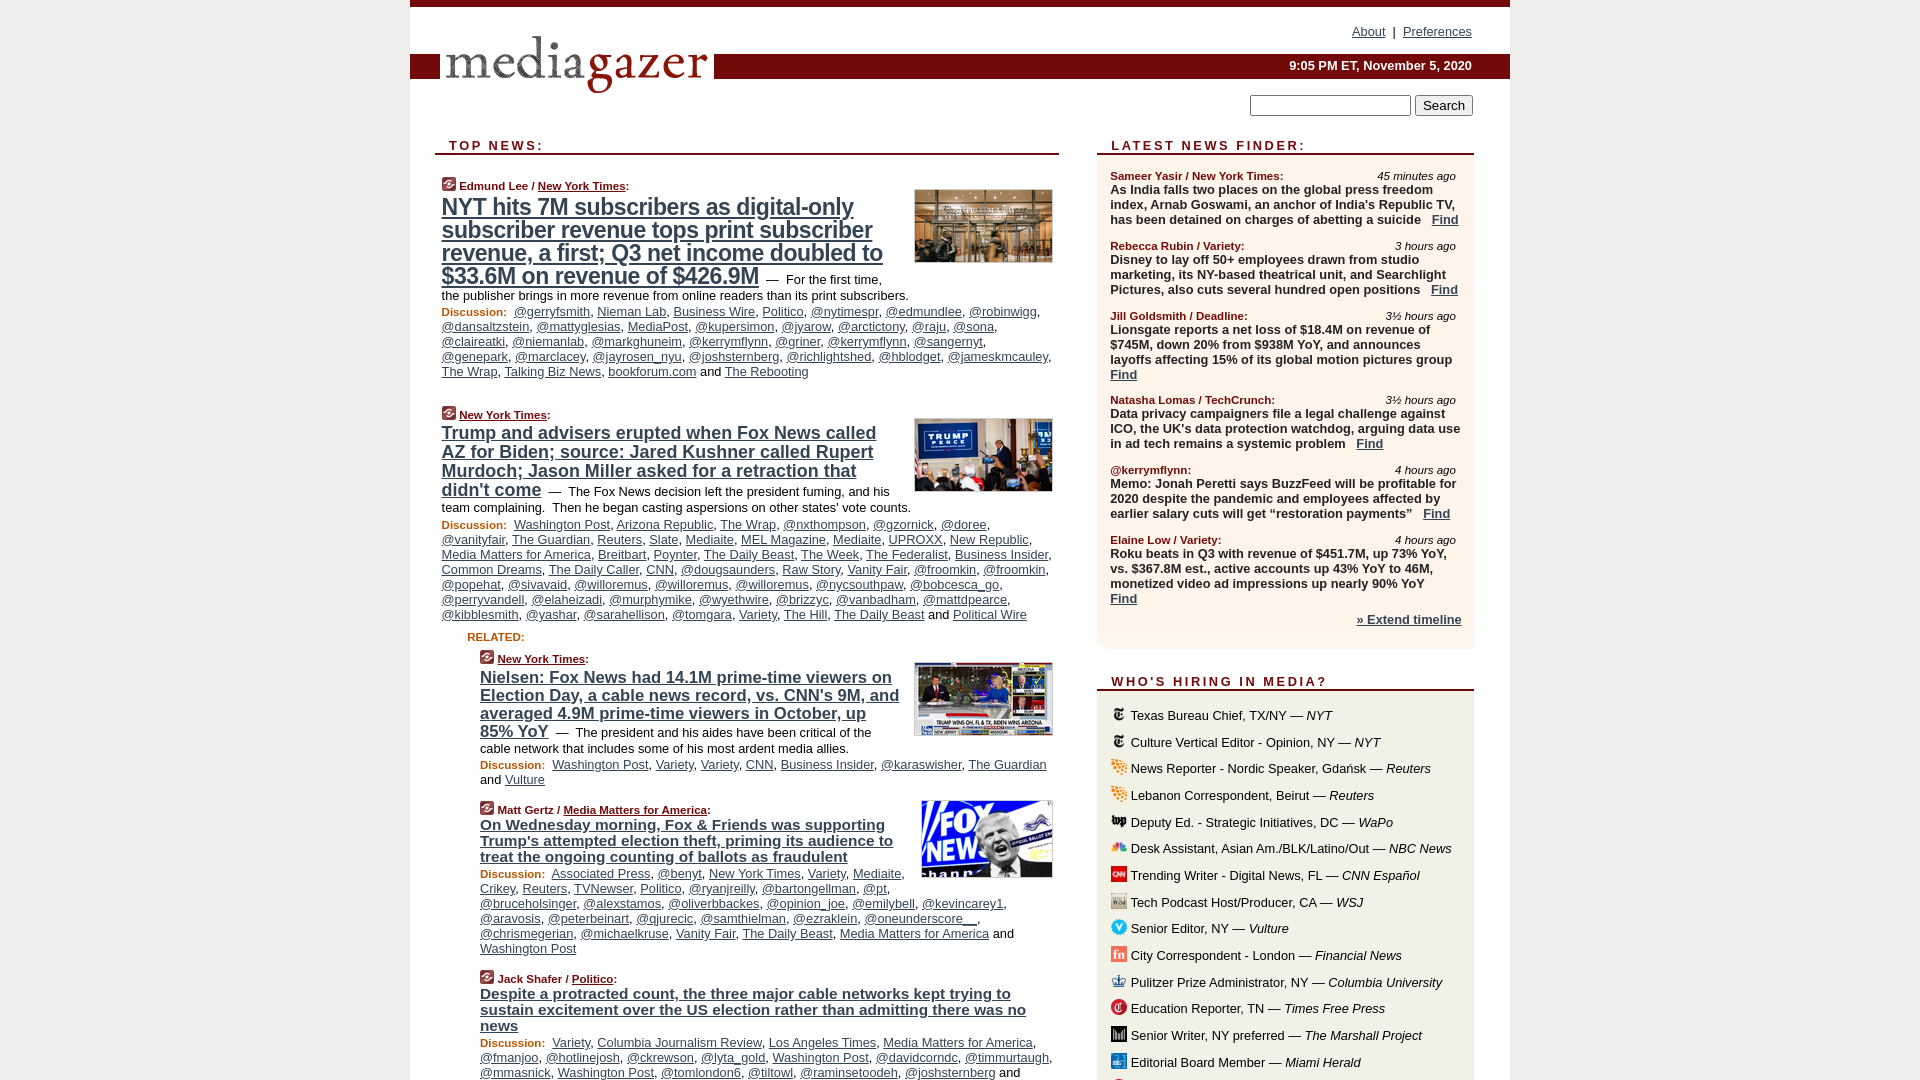 About | Preferences
mediagazer
9:05 PM ET, November 5, 2020
Search
TOP NEWS:
Edmund Lee / New York Times:
NYT hits 7M subscribers as digital-only
subscriber revenue tops print subscriber
revenue, a first; Q3 net income doubled to
$33.6M on revenue of $426.9M — For the first time,
the publisher brings in more revenue from online readers than its print subscribers.
Discussion: @gerryfsmith, Nieman Lab, Business Wire, Politico, @nytimespr, @edmundlee, @robinwigg,
@dansaltzstein, @mattyglesias, MediaPost, @kupersimon, @jyarow, @arctictony, @raju, @sona,
@claireatki, @niemanlab, @markghuneim, @kerrymflynn, @griner, @kerrymflynn, @sangernyt,
@genepark, @marclacey, @jayrosen_nyu, @joshsternberg, @richlightshed, @hblodget, @jameskmcauley,
The Wrap, Talking Biz News, bookforum.com and The Rebooting
New York Times:
Trump and advisers erupted when Fox News called
AZ for Biden; source: Jared Kushner called Rupert
Murdoch; Jason Miller asked for a retraction that
didn't come — The Fox News decision left the president fuming, and his
team complaining. Then he began casting aspersions on other states' vote counts.
Discussion: Washington Post, Arizona Republic, The Wrap, @nxthompson, @gzornick, @doree,
@vanityfair, The Guardian, Reuters, Slate, Mediaite, MEL Magazine, Mediaite, UPROXX, New Republic,
Media Matters for America, Breitbart, Poynter, The Daily Beast, The Week, The Federalist, Business Insider,
Common Dreams, The Daily Caller, CNN, @dougsaunders, Raw Story, Vanity Fair, @froomkin, @froomkin,
@popehat, @sivavaid, @willoremus, @willoremus, @willoremus, @nycsouthpaw, @bobcesca_go,
@perryvandell, @elaheizadi, @murphymike, @wyethwire, @brizzyc, @vanbadham, @mattdpearce,
@kibblesmith, @yashar, @sarahellison, @tomgara, Variety, The Hill, The Daily Beast and Political Wire
RELATED:
New York Times:
Nielsen: Fox News had 14.1M prime-time viewers on
Election Day, a cable news record, vs. CNN's 9M, and
averaged 4.9M prime-time viewers in October, up
85% YoY — The president and his aides have been critical of the
cable network that includes some of his most ardent media allies.
Discussion: Washington Post, Variety, Variety, CNN, Business Insider, @karaswisher, The Guardian
and Vulture
Matt Gertz / Media Matters for America:
On Wednesday morning, Fox & Friends was supporting
Trump's attempted election theft, priming its audience to
treat the ongoing counting of ballots as fraudulent
Discussion: Associated Press, @benyt, New York Times, Variety, Mediaite,
Crikey, Reuters, TVNewser, Politico, @ryanjreilly, @bartongellman, @pt,
@bruceholsinger, @alexstamos, @oliverbbackes, @opinion_joe, @emilybell, @kevincarey1,
@aravosis, @peterbeinart, @qjurecic, @samthielman, @ezraklein, @oneunderscore__,
@chrismegerian, @michaelkruse, Vanity Fair, The Daily Beast, Media Matters for America and
Washington Post
Jack Shafer / Politico:
Despite a protracted count, the three major cable networks kept trying to
sustain excitement over the US election rather than admitting there was no
news
Discussion: Variety, Columbia Journalism Review, Los Angeles Times, Media Matters for America,
@fmanjoo, @hotlinejosh, @ckrewson, @lyta_gold, Washington Post, @davidcorndc, @timmurtaugh,
@mmasnick, Washington Post, @tomlondon6, @tiltowl, @raminsetoodeh, @joshsternberg and
TRUMP
PENCE
TRUMP WINS OH, FL & TX, BIDEN WINS ARIZONA
FOX
NEWS
channel
LATEST NEWS FINDER:
Sameer Yasir / New York Times: 45 minutes ago
As India falls two places on the global press freedom
index, Arnab Goswami, an anchor of India's Republic TV,
has been detained on charges of abetting a suicide Find
Rebecca Rubin / Variety: 3 hours ago
Disney to lay off 50+ employees drawn from studio
marketing, its NY-based theatrical unit, and Searchlight
Pictures, also cuts several hundred open positions Find
Jill Goldsmith / Deadline: 3½ hours ago
Lionsgate reports a net loss of $18.4M on revenue of
$745M, down 20% from $938M YoY, and announces
layoffs affecting 15% of its global motion pictures group
Find
Natasha Lomas / TechCrunch: 3½ hours ago
Data privacy campaigners file a legal challenge against
ICO, the UK's data protection watchdog, arguing data use
in ad tech remains a systemic problem Find
@kerrymflynn: 4 hours ago
Memo: Jonah Peretti says BuzzFeed will be profitable for
2020 despite the pandemic and employees affected by
earlier salary cuts will get “restoration payments” Find
Elaine Low / Variety: 4 hours ago
Roku beats in Q3 with revenue of $451.7M, up 73% YoY,
vs. $367.8M est., active accounts up 43% YoY to 46M,
monetized video ad impressions up nearly 90% YoY
Find
» Extend timeline
WHO'S HIRING IN MEDIA?
Texas Bureau Chief, TX/NY — NYT
Culture Vertical Editor - Opinion, NY — NYT
News Reporter - Nordic Speaker, Gdańsk — Reuters
Lebanon Correspondent, Beirut — Reuters
Deputy Ed. - Strategic Initiatives, DC — WaPo
Desk Assistant, Asian Am./BLK/Latino/Out — NBC News
Trending Writer - Digital News, FL — CNN Español
Tech Podcast Host/Producer, CA — WSJ
Senior Editor, NY — Vulture
City Correspondent - London — Financial News
Pulitzer Prize Administrator, NY — Columbia University
Education Reporter, TN — Times Free Press
Senior Writer, NY preferred — The Marshall Project
Editorial Board Member — Miami Herald